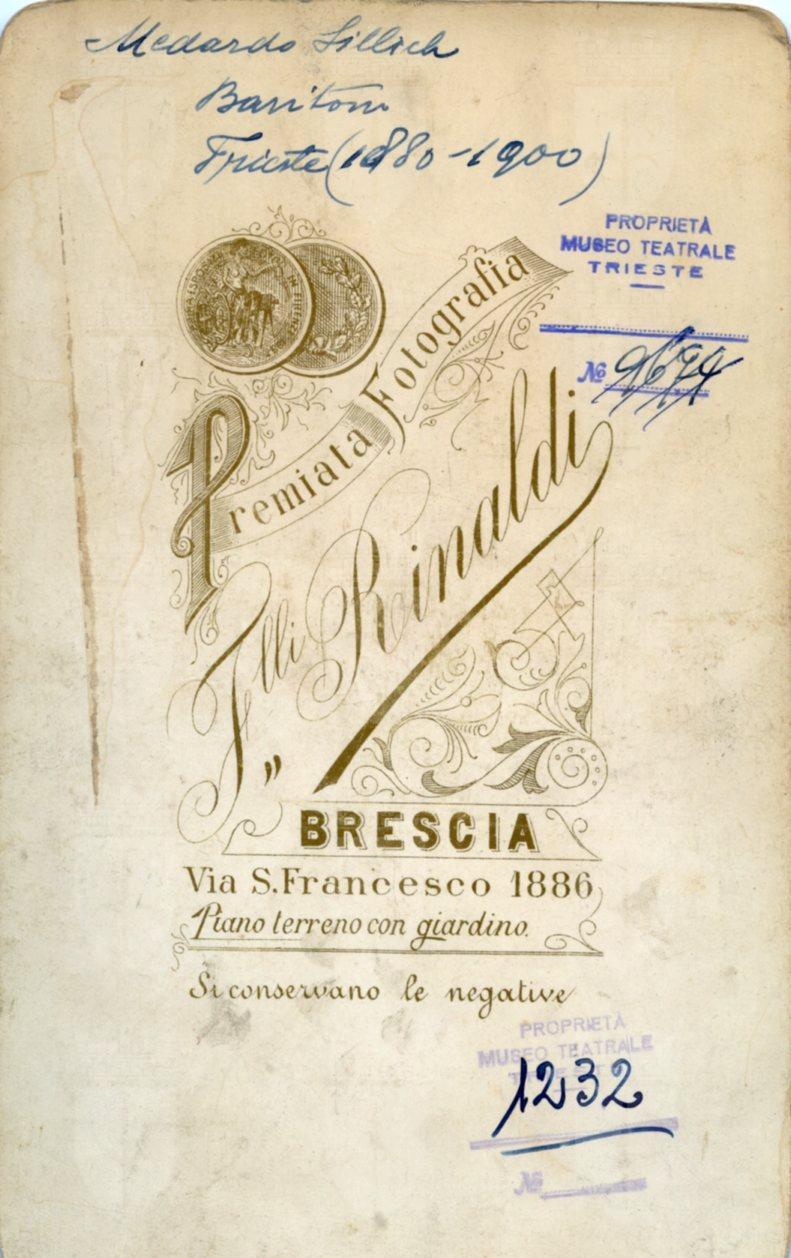 Medardo Sillich
Baritono
Trieste (1880-1900)
PROPRIETÀ
MUSEO TEATRALE
TRIESTE
No
Premiata Fotografia
F.lli Rinaldi
BRESCIA
Via S. Francesco 1886
Piano terreno con giardino.
Si conservano le negative
PROPRIETÀ
MUSEO TEATRALE
1232
No